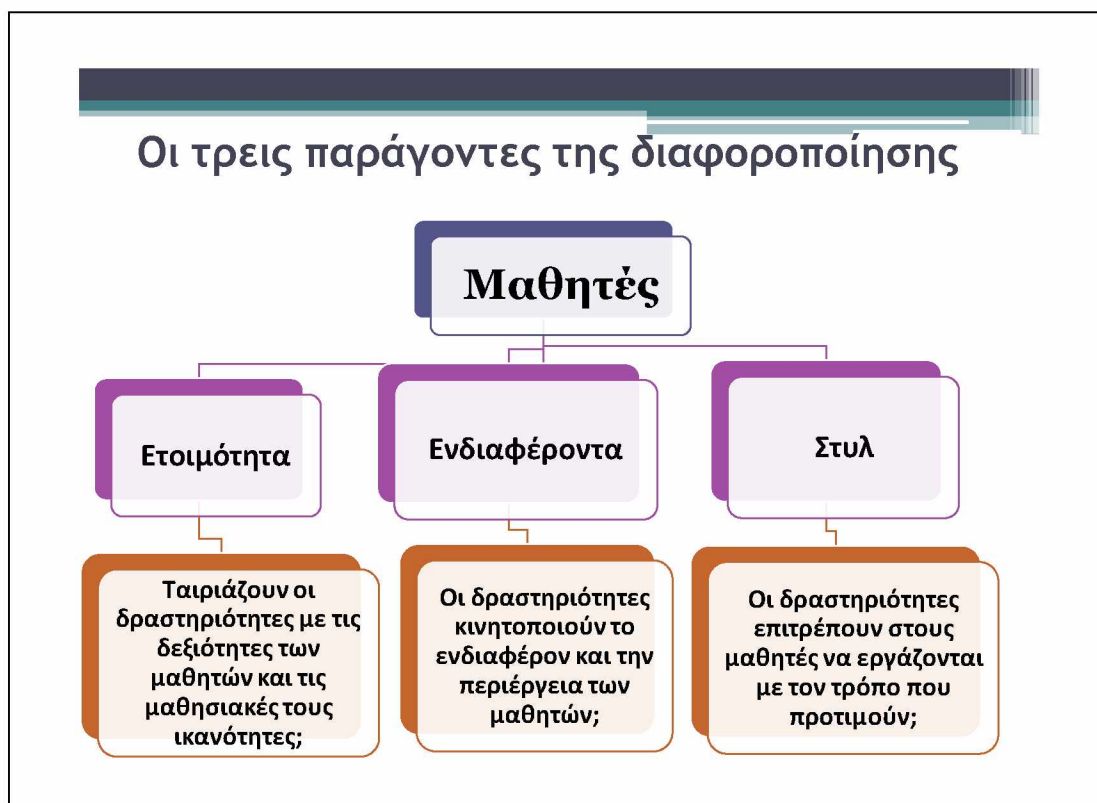 Οι τρεις παράγοντες της διαφοροποίησης
Μαθητές
Ετοιμότητα
Ενδιαφέροντα
Στυλ
Ταιριάζουν οι
δραστηριότητες με τις
δεξιότητες των
μαθητών και τις
μαθησιακές τους
ικανότητες;
Οι δραστηριότητες
κινητοποιούν το
ενδιαφέρον και την
περιέργεια των
μαθητών;
Οι δραστηριότητες
επιτρέπουν στους
μαθητές να εργάζονται
με τον τρόπο που
προτιμούν;